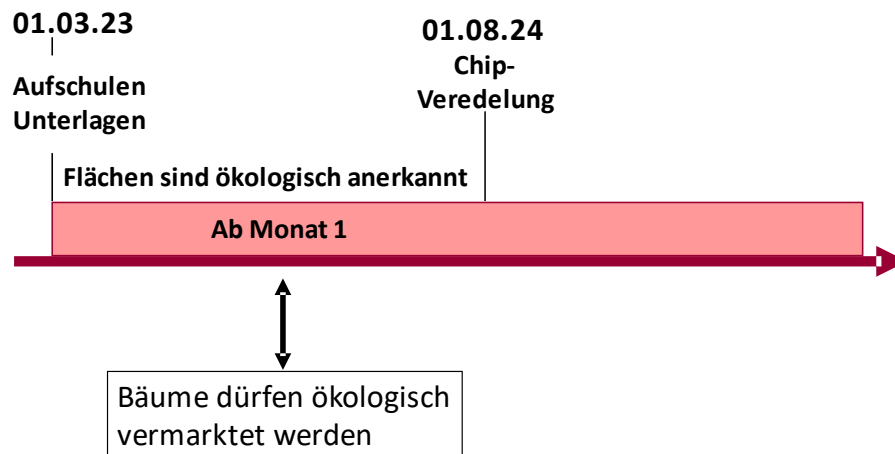 01.03.23
Aufschulen
Unterlagen
01.08.24
Chip-
Veredelung
Flächen sind ökologisch anerkannt
Ab Monat 1
Bäume dürfen ökologisch
vermarktet werden